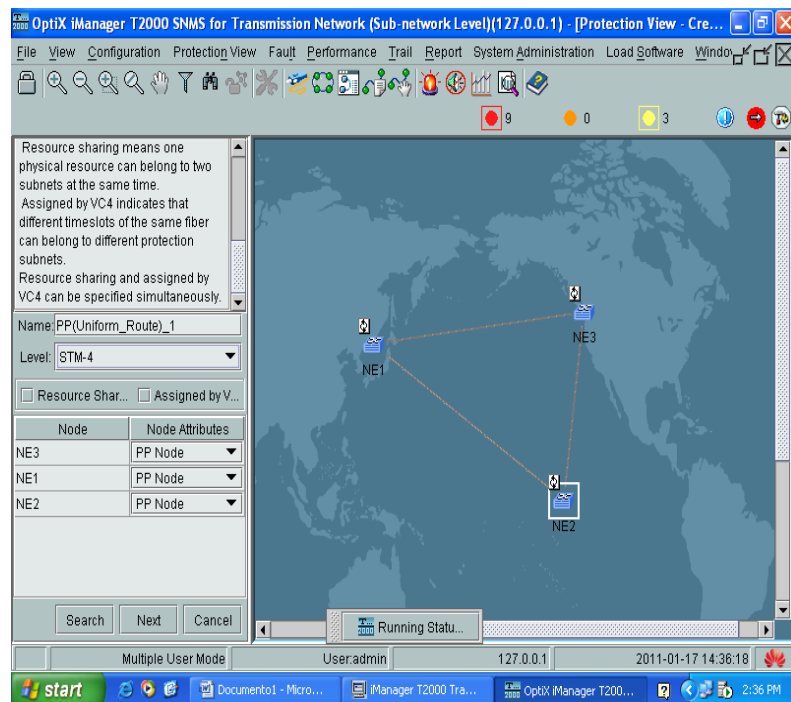 OptiX iManager T2000 SNMS for Transmission Network (Sub-network Level)(127.0.0.1) - [Protection View - Cre...
File View Configuration Protection View Fault Performance Trail Report System Administration Load Software Window
9 0 3
Resource sharing means one
physical resource can belong to two
subnets at the same time.
Assigned by VC4 indicates that
different timeslots of the same fiber
can belong to different protection
subnets.
Resource sharing and assigned by
VC4 can be specified simultaneously.
Name: PP(Uniform_Route)_1
Level: STM-4
Resource Shar... Assigned by V...
Node Node Attributes
NE3 PP Node
NE1 PP Node
NE2 PP Node
Search Next Cancel
NE1
NE3
NE2
Running Statu...
Multiple User Mode User:admin 127.0.0.1 2011-01-17 14:36:18
start Documento1 - Micro... iManager T2000 Tra... OptiX iManager T200... 2:36 PM